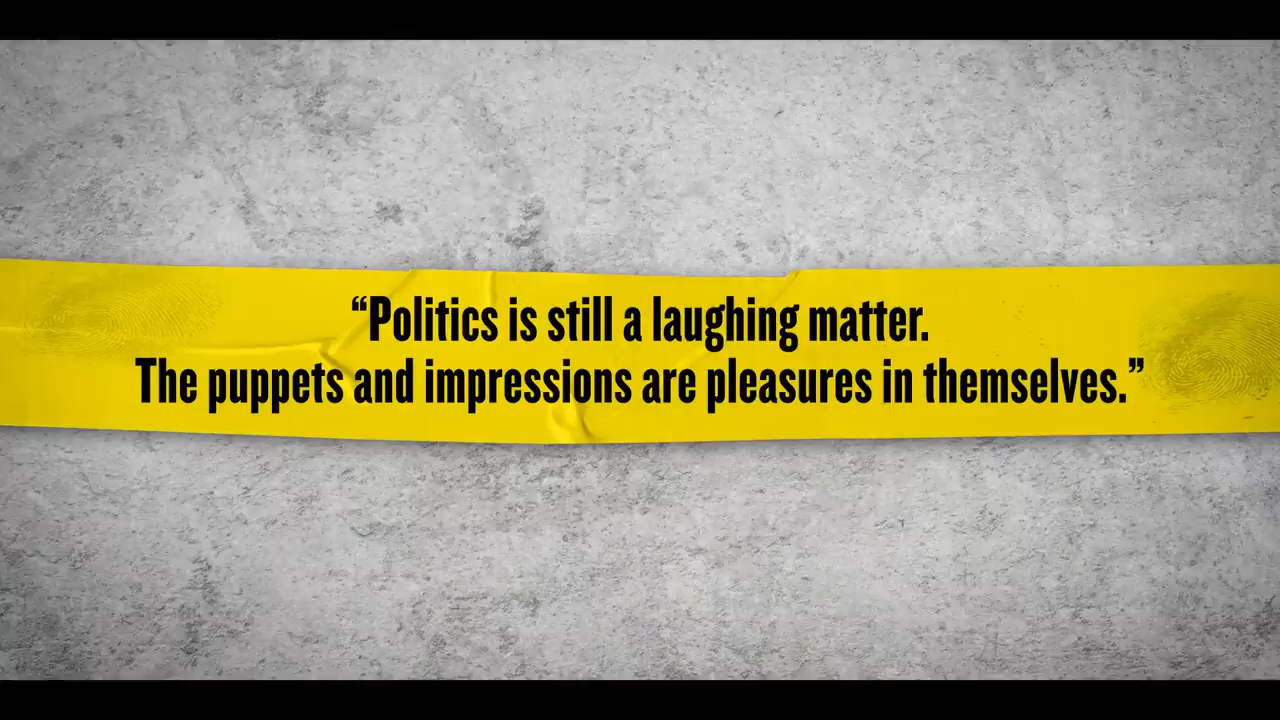 “Politics is still a laughing matter.
The puppets and impressions are pleasures in themselves.”